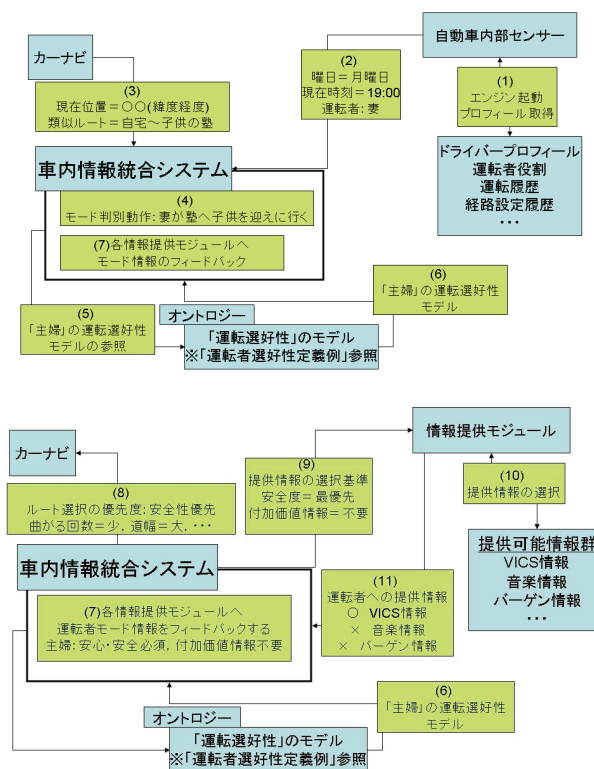 自動車内部センサー
カーナビ
(2)
曜日＝月曜日
現在時刻＝19:00
運転者:妻
(1)
エンジン起動
プロフィール取得
(3)
現在位置＝○○(緯度経度)
類似ルート＝自宅～子供の塾
ドライバープロフィール
運転者役割
運転履歴
経路設定履歴
・・・
車内情報統合システム
(4)
モード判別動作:妻が塾へ子供を迎えに行く
(7)各情報提供モジュールへ
モード情報のフィードバック
(6)
「主婦」の運転選好性
モデル
(5)
「主婦」の運転選好性
モデルの参照
オントロジー
「運転選好性」のモデル
※「運転者選好性定義例」参照
情報提供モジュール
カーナビ
(9)
提供情報の選択基準
安全度＝最優先
付加価値情報＝不要
(10)
提供情報の選択
(8)
ルート選択の優先度:安全性優先
曲がる回数＝少, 道幅＝大, ・・・
提供可能情報群
VICS情報
音楽情報
バーゲン情報
・・・
車内情報統合システム
(11)
運転者への提供情報
○ VICS情報
× 音楽情報
× バーゲン情報
(7)各情報提供モジュールへ
運転者モード情報をフィードバックする
主婦:安心・安全必須, 付加価値情報不要
(6)
「主婦」の運転選好性
モデル
オントロジー
「運転選好性」のモデル
※「運転者選好性定義例」参照